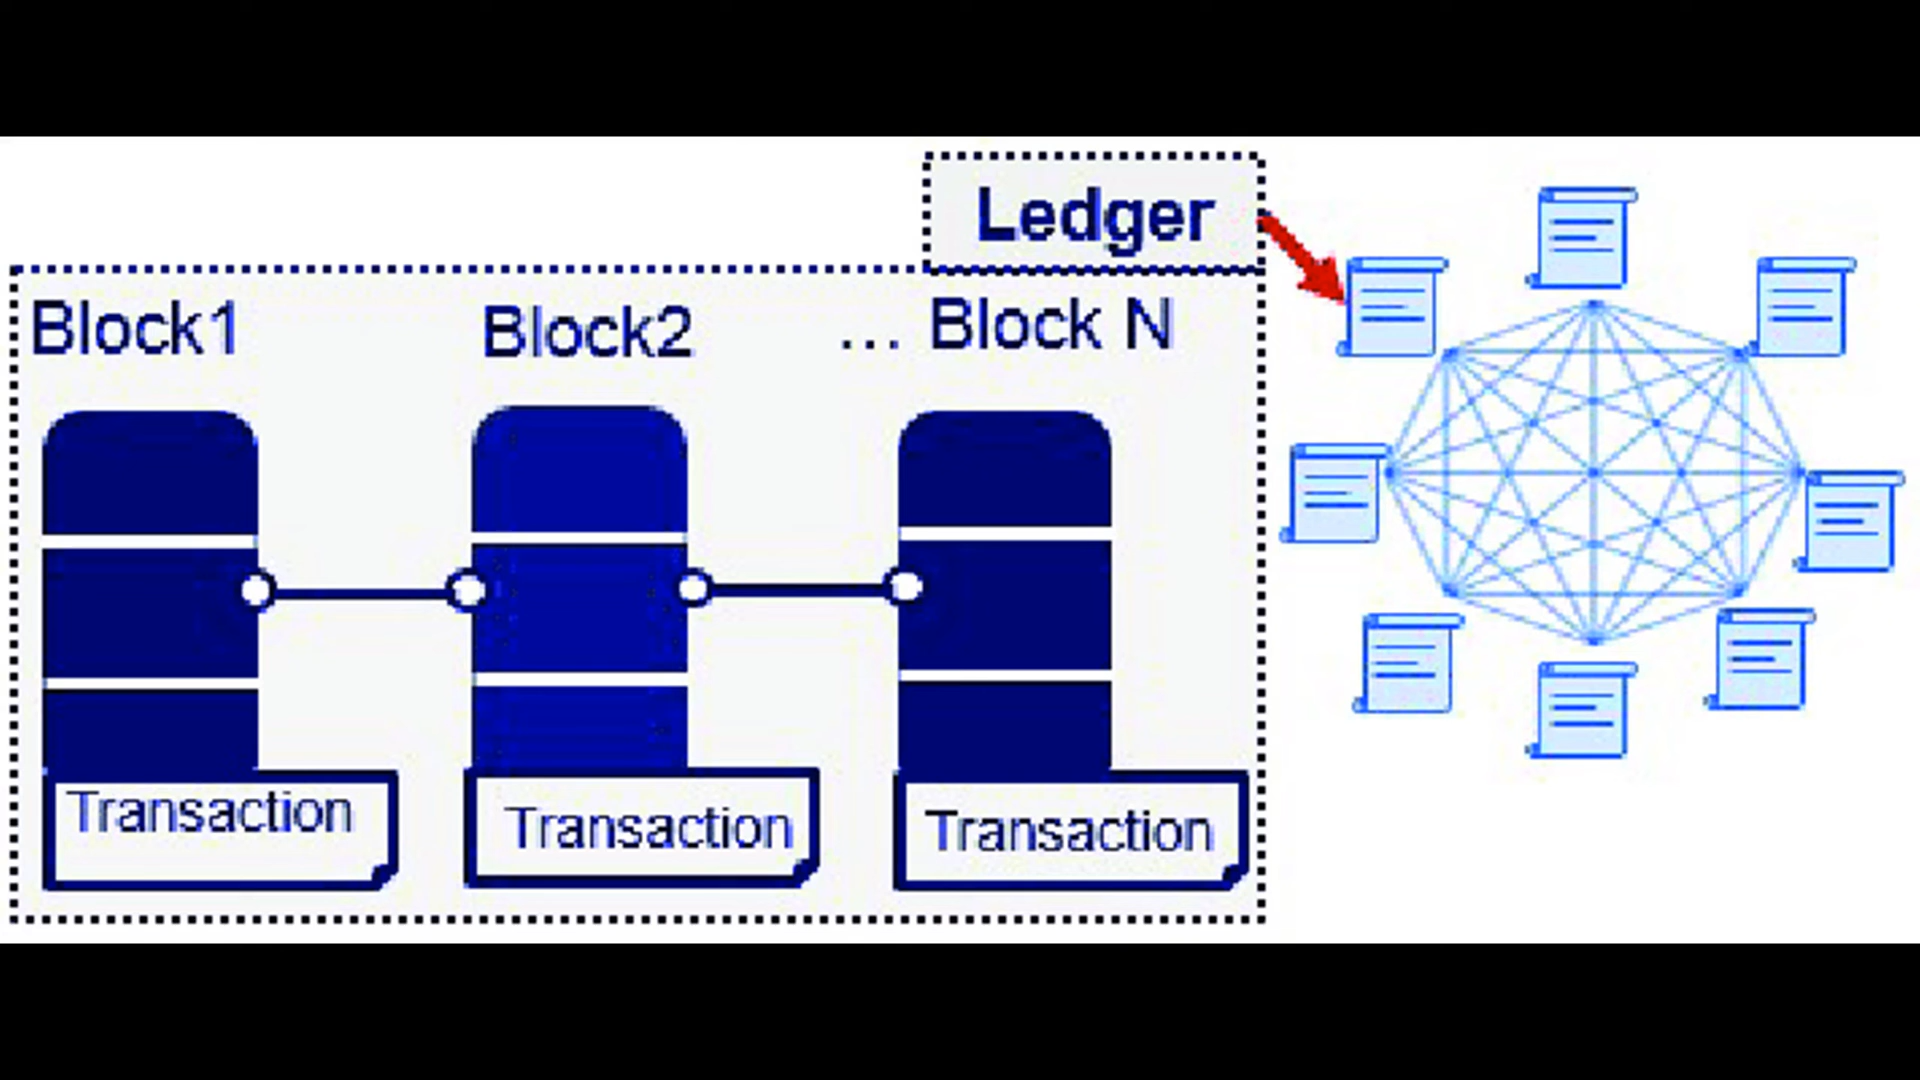 Ledger
Block1 Block2 ... Block N
Transaction Transaction Transaction